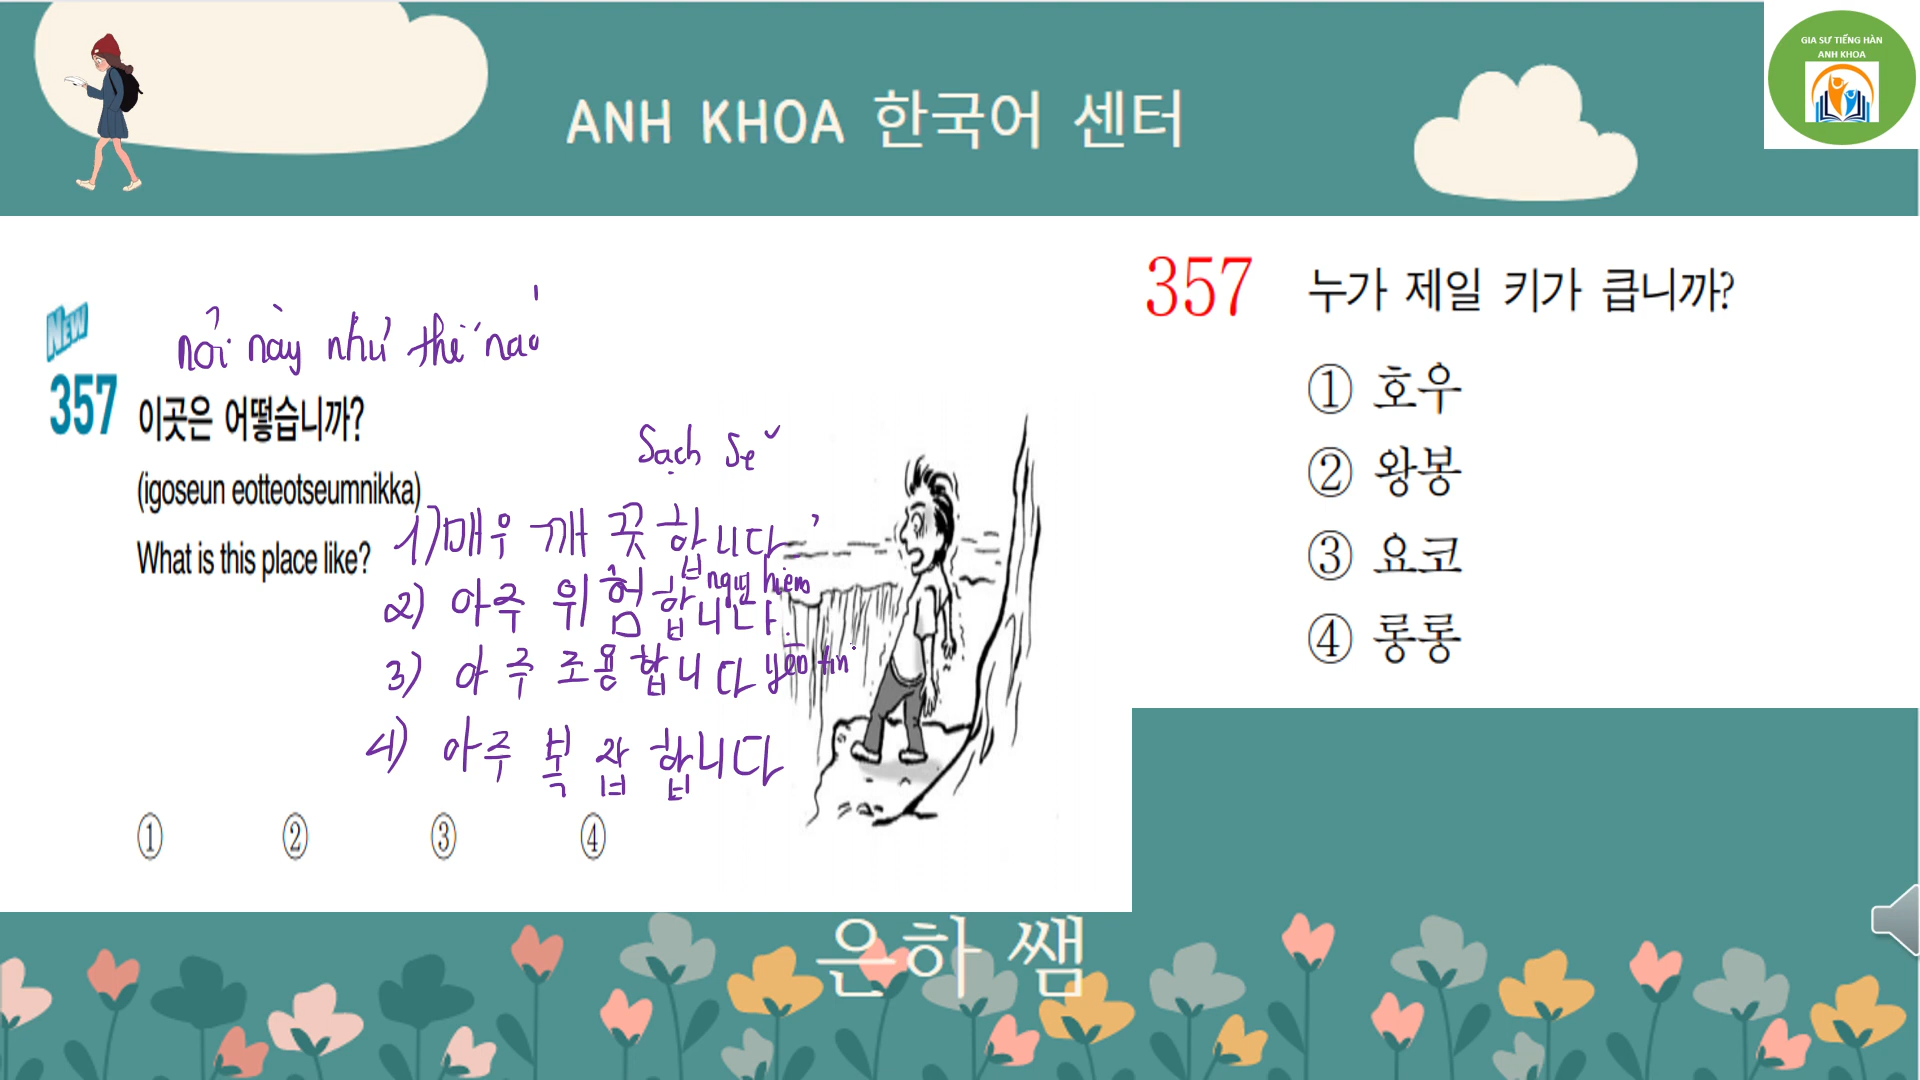 GIA SƯ TIẾNG HÀN
ANH KHOA
ANH KHOA 한국어 센터
NEW
nơi này như thế nào
357 이곳은 어떻습니까?
(igoseun eotteotseumnikka)
What is this place like?
sạch sẽ
1) 매우 깨끗합니다
nguy hiểm
2) 아주 위험합니다.
3) 아주 조용합니다 yên tĩn
4) 아주 복잡합니다
① ② ③ ④
357 누가 제일 키가 큽니까?
① 호우
② 왕봉
③ 요코
④ 롱롱
은하 쌤